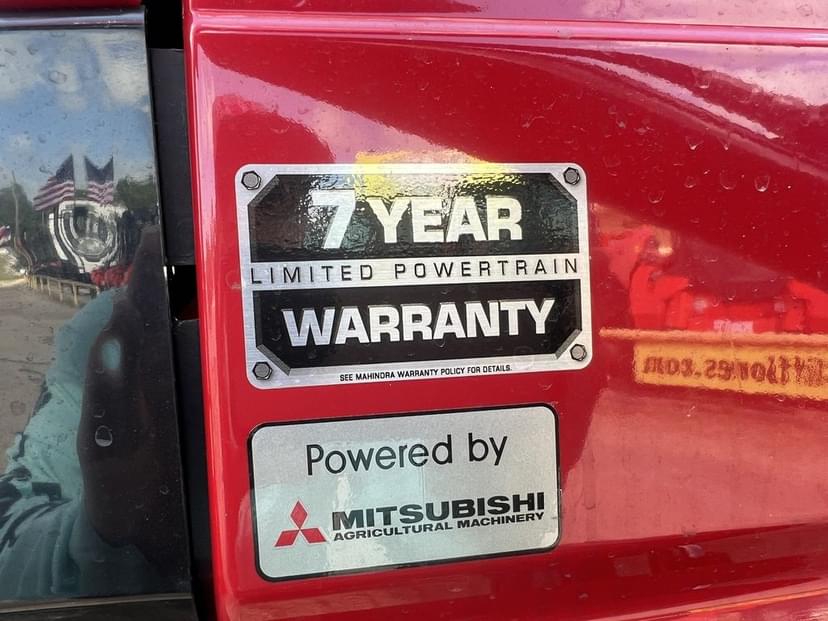 7 YEAR
LIMITED POWERTRAIN
WARRANTY
SEE MAHINDRA WARRANTY POLICY FOR DETAILS.
Powered by
MITSUBISHI
AGRICULTURAL MACHINERY